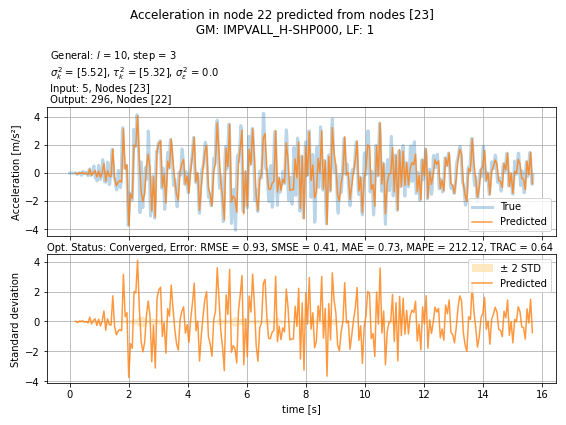 Acceleration in node 22 predicted from nodes [23]
GM: IMPVALL_H-SHP000, LF: 1
General: l = 10, step = 3
σ²ₖ = [5.52], τ²ₖ = [5.32], σ²ε = 0.0
Input: 5, Nodes [23]
Output: 296, Nodes [22]
Acceleration [m/s²]
4
2
0
−2
−4
True
Predicted
Opt. Status: Converged, Error: RMSE = 0.93, SMSE = 0.41, MAE = 0.73, MAPE = 212.12, TRAC = 0.64
Standard deviation
4
2
0
−2
−4
± 2 STD
Predicted
0 2 4 6 8 10 12 14 16
time [s]